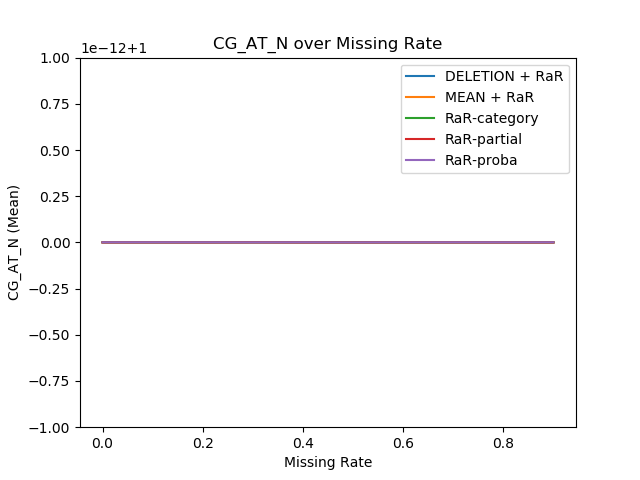 CG_AT_N over Missing Rate
1e−12+1
1.00
0.75
0.50
0.25
0.00
−0.25
−0.50
−0.75
−1.00
CG_AT_N (Mean)
DELETION + RaR
MEAN + RaR
RaR-category
RaR-partial
RaR-proba
0.0 0.2 0.4 0.6 0.8
Missing Rate